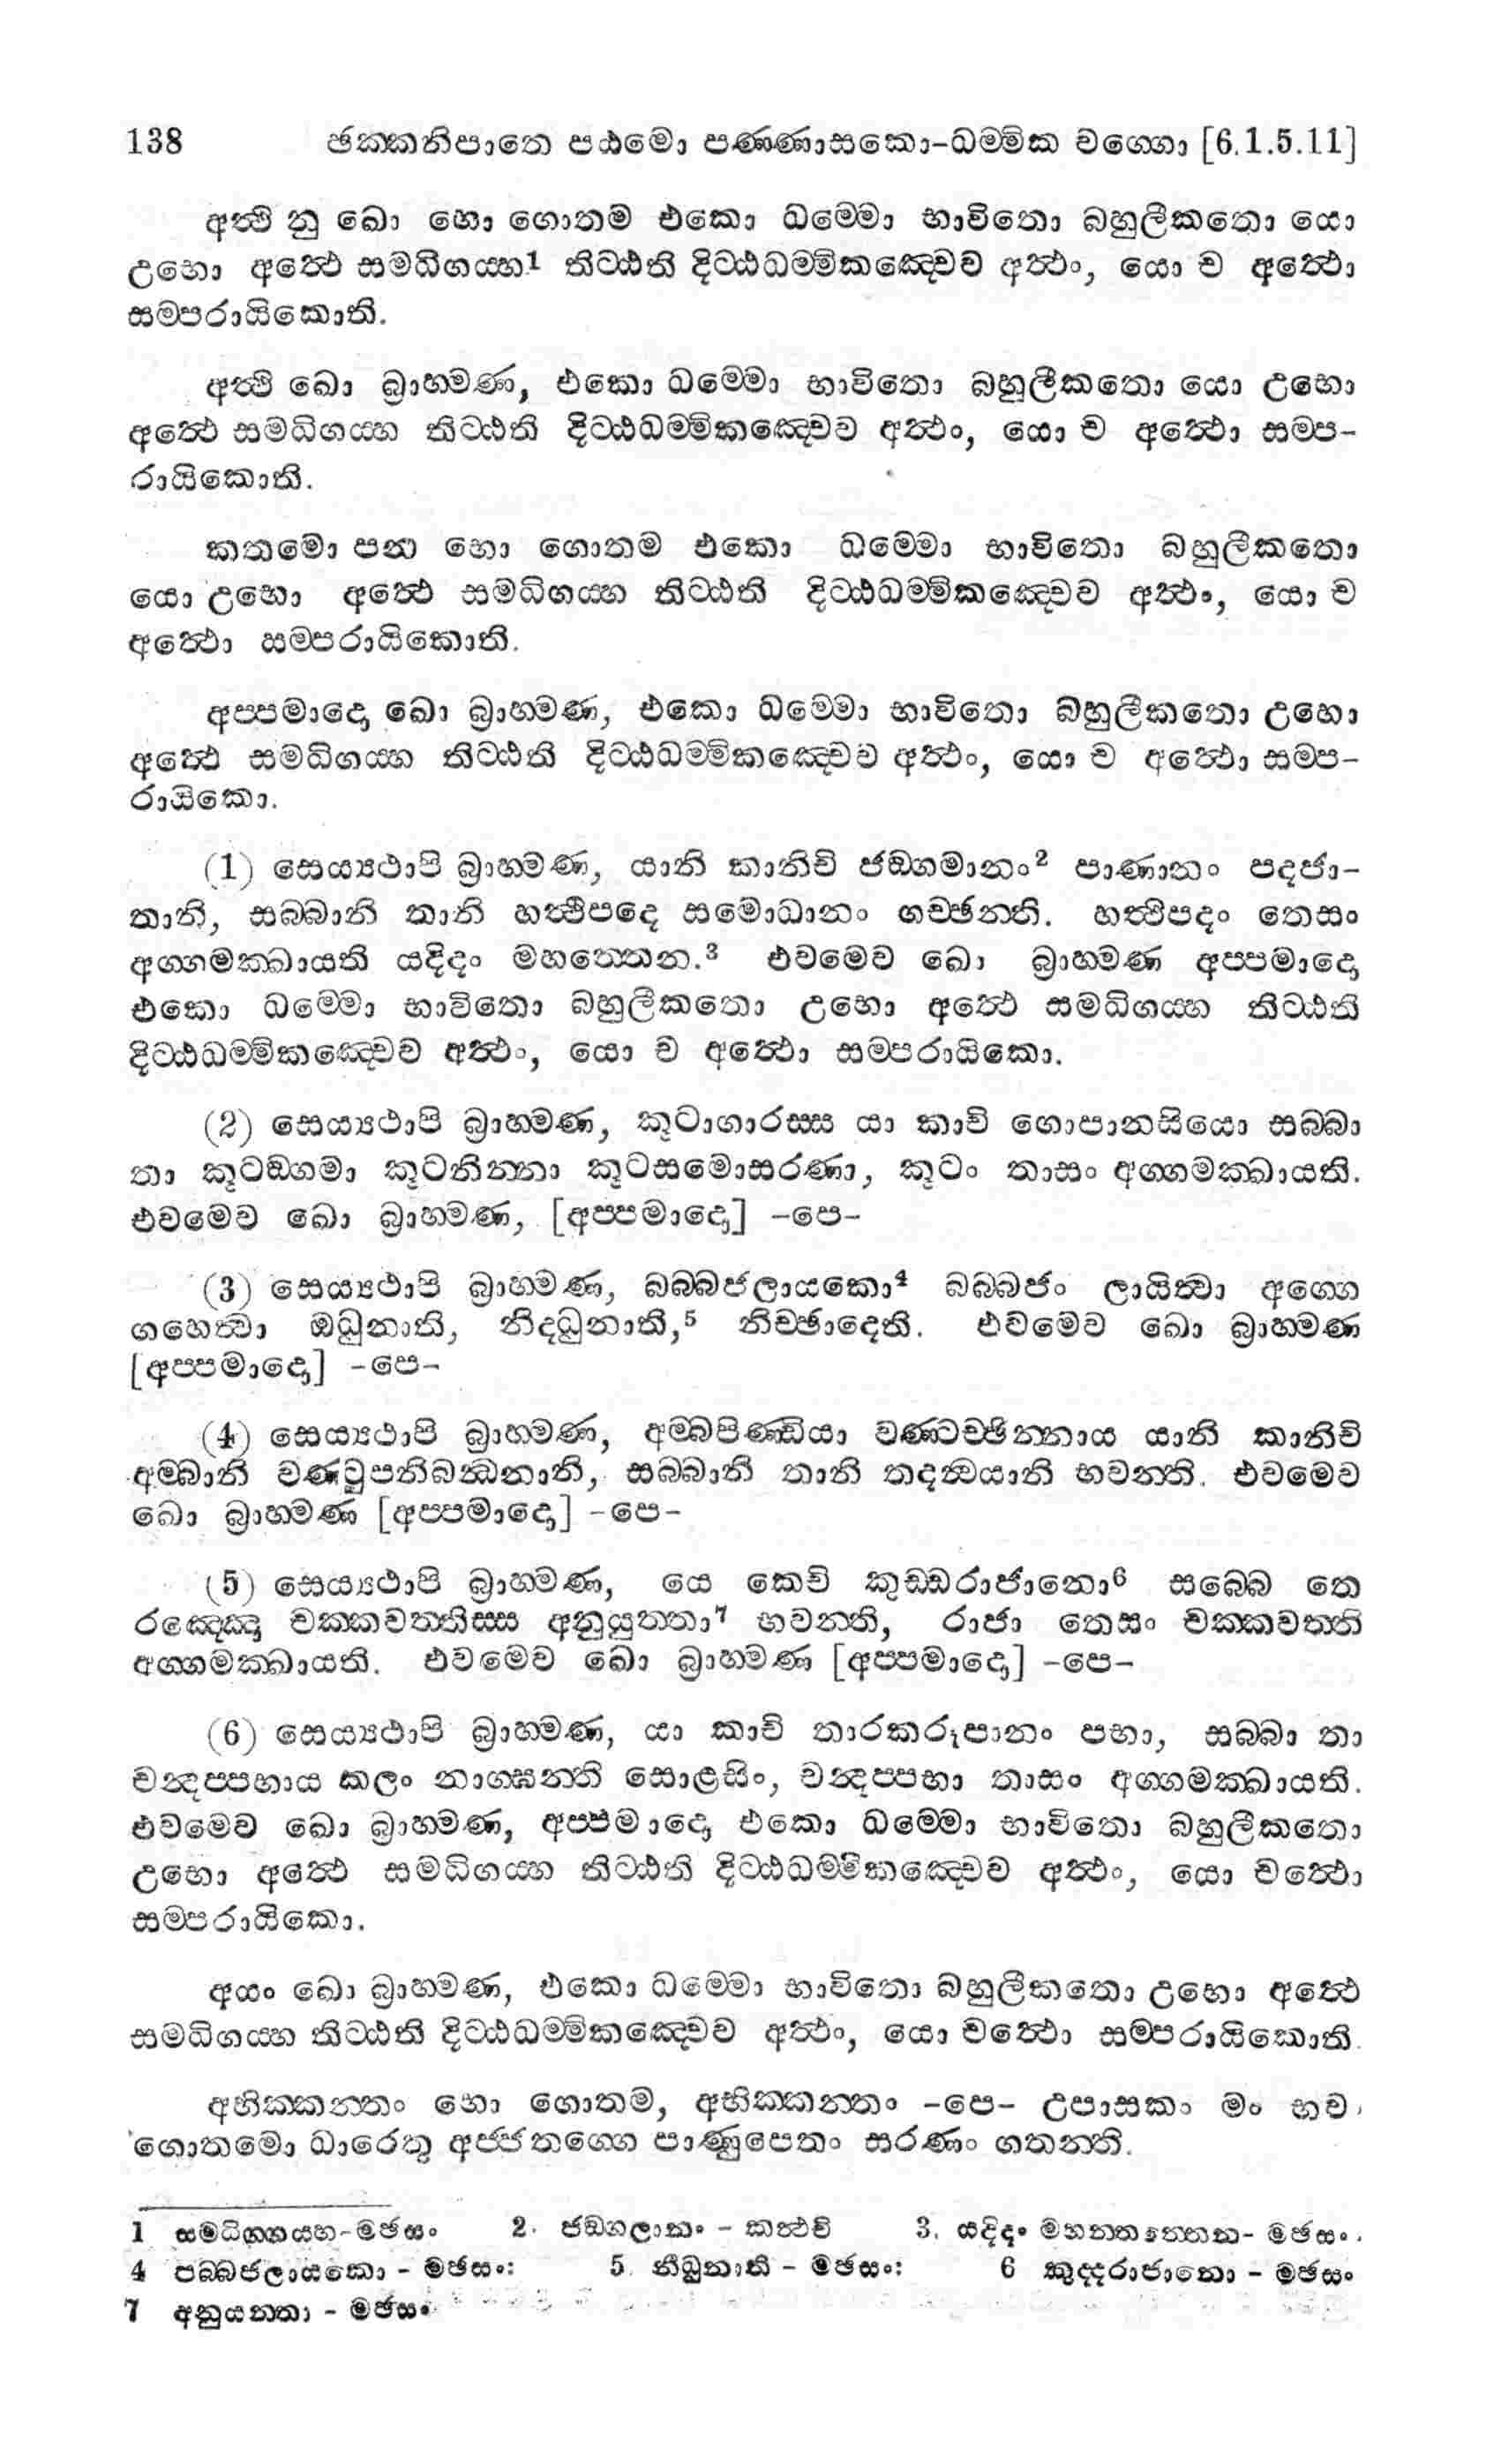 138 ඡක්කනිපාතෙ පඨමො පණ්ණාසකො-ධම්මික වග්ගො [6.1.5.11]
අත්ථි නු ඛො භො ගොතම එකො ධම්මො භාවිතො බහුලීකතො යො
උභො අත්ථෙ සමධිගය්හ1 තිට්ඨති දිට්ඨධම්මිකඤ්චෙව අත්ථං, යො ච අත්ථො
සම්පරායිකොති.
අත්ථි ඛො බ්‍රාහ්මණ, එකො ධම්මො භාවිතො බහුලීකතො යො උභො
අත්ථෙ සමධිගය්හ තිට්ඨති දිට්ඨධම්මිකඤ්චෙව අත්ථං, යො ච අත්ථො සම්ප-
රායිකොති.
කතමො පන භො ගොතම එකො ධම්මො භාවිතො බහුලීකතො
යො උභො අත්ථෙ සමධිගය්හ තිට්ඨති දිට්ඨධම්මිකඤ්චෙව අත්ථං, යො ච
අත්ථො සම්පරායිකොති.
අප්පමාදො ඛො බ්‍රාහ්මණ, එකො ධම්මො භාවිතො බහුලීකතො උභො
අත්ථෙ සමධිගය්හ තිට්ඨති දිට්ඨධම්මිකඤ්චෙව අත්ථං, යො ච අත්ථො සම්ප-
රායිකො.
(1) සෙය්‍යථාපි බ්‍රාහ්මණ, යානි කානිචි ජඞ්ගමානං2 පාණානං පදජා-
තානි, සබ්බානි තානි හත්ථිපදෙ සමොධානං ගච්ඡන්ති. හත්ථිපදං තෙසං
අග්ගමක්ඛායති යදිදං මහත්තෙන.3 එවමෙව ඛො බ්‍රාහ්මණ අප්පමාදො
එකො ධම්මො භාවිතො බහුලීකතො උභො අත්ථෙ සමධිගය්හ තිට්ඨති
දිට්ඨධම්මිකඤ්චෙව අත්ථං, යො ච අත්ථො සම්පරායිකො.
(2) සෙය්‍යථාපි බ්‍රාහ්මණ, කූටාගාරස්ස යා කාචි ගොපානසියො සබ්බා
තා කූටඞ්ගමා කූටනින්නා කූටසමොසරණා, කූටං තාසං අග්ගමක්ඛායති.
එවමෙව ඛො බ්‍රාහ්මණ, [අප්පමාදො] -පෙ-
(3) සෙය්‍යථාපි බ්‍රාහ්මණ, බබ්බජලායකො4 බබ්බජං ලායිත්වා අග්ගෙ
ගහෙත්වා ඔධුනාති, නිද්ධුනාති,5 නිච්ඡාදෙති. එවමෙව ඛො බ්‍රාහ්මණ
[අප්පමාදො] -පෙ-
(4) සෙය්‍යථාපි බ්‍රාහ්මණ, අම්බපිණ්ඩියා වණ්ටච්ඡින්නාය යානි කානිචි
අම්බානි වණ්ටූපනිබන්ධනානි, සබ්බානි තානි තදන්වයානි භවන්ති. එවමෙව
ඛො බ්‍රාහ්මණ [අප්පමාදො] -පෙ-
(5) සෙය්‍යථාපි බ්‍රාහ්මණ, යෙ කෙචි කුඩ්ඩරාජානො6 සබ්බෙ තෙ
රඤ්ඤො චක්කවත්තිස්ස අනුයුත්තා7 භවන්ති, රාජා තෙසං චක්කවත්ති
අග්ගමක්ඛායති. එවමෙව ඛො බ්‍රාහ්මණ [අප්පමාදො] -පෙ-
(6) සෙය්‍යථාපි බ්‍රාහ්මණ, යා කාචි තාරකරූපානං පභා, සබ්බා තා
චන්දප්පභාය කලං නාග්ඝන්ති සොළසිං, චන්දප්පභා තාසං අග්ගමක්ඛායති.
එවමෙව ඛො බ්‍රාහ්මණ, අප්පමාදො එකො ධම්මො භාවිතො බහුලීකතො
උභො අත්ථෙ සමධිගය්හ තිට්ඨති දිට්ඨධම්මිකඤ්චෙව අත්ථං, යො චත්ථො
සම්පරායිකො.
අයං ඛො බ්‍රාහ්මණ, එකො ධම්මො භාවිතො බහුලීකතො උභො අත්ථෙ
සමධිගය්හ තිට්ඨති දිට්ඨධම්මිකඤ්චෙව අත්ථං, යො චත්ථො සම්පරායිකොති.
අභික්කන්තං භො ගොතම, අභික්කන්තං -පෙ- උපාසකං මං භවං
ගොතමො ධාරෙතු අජ්ජතග්ගෙ පාණුපෙතං සරණං ගතන්ති.
1 සමධිග්ගය්හ-මඡසං 2. ජඞ්ගලානං - කත්ථචි 3. යදිදං මහන්තත්තෙන- මඡසං.
4 පබ්බජලායකො - මඡසං: 5. නීධුනාති - මඡසං: 6 කුද්දරාජානො - මඡසං
7 අනුයන්තා - මඡසං